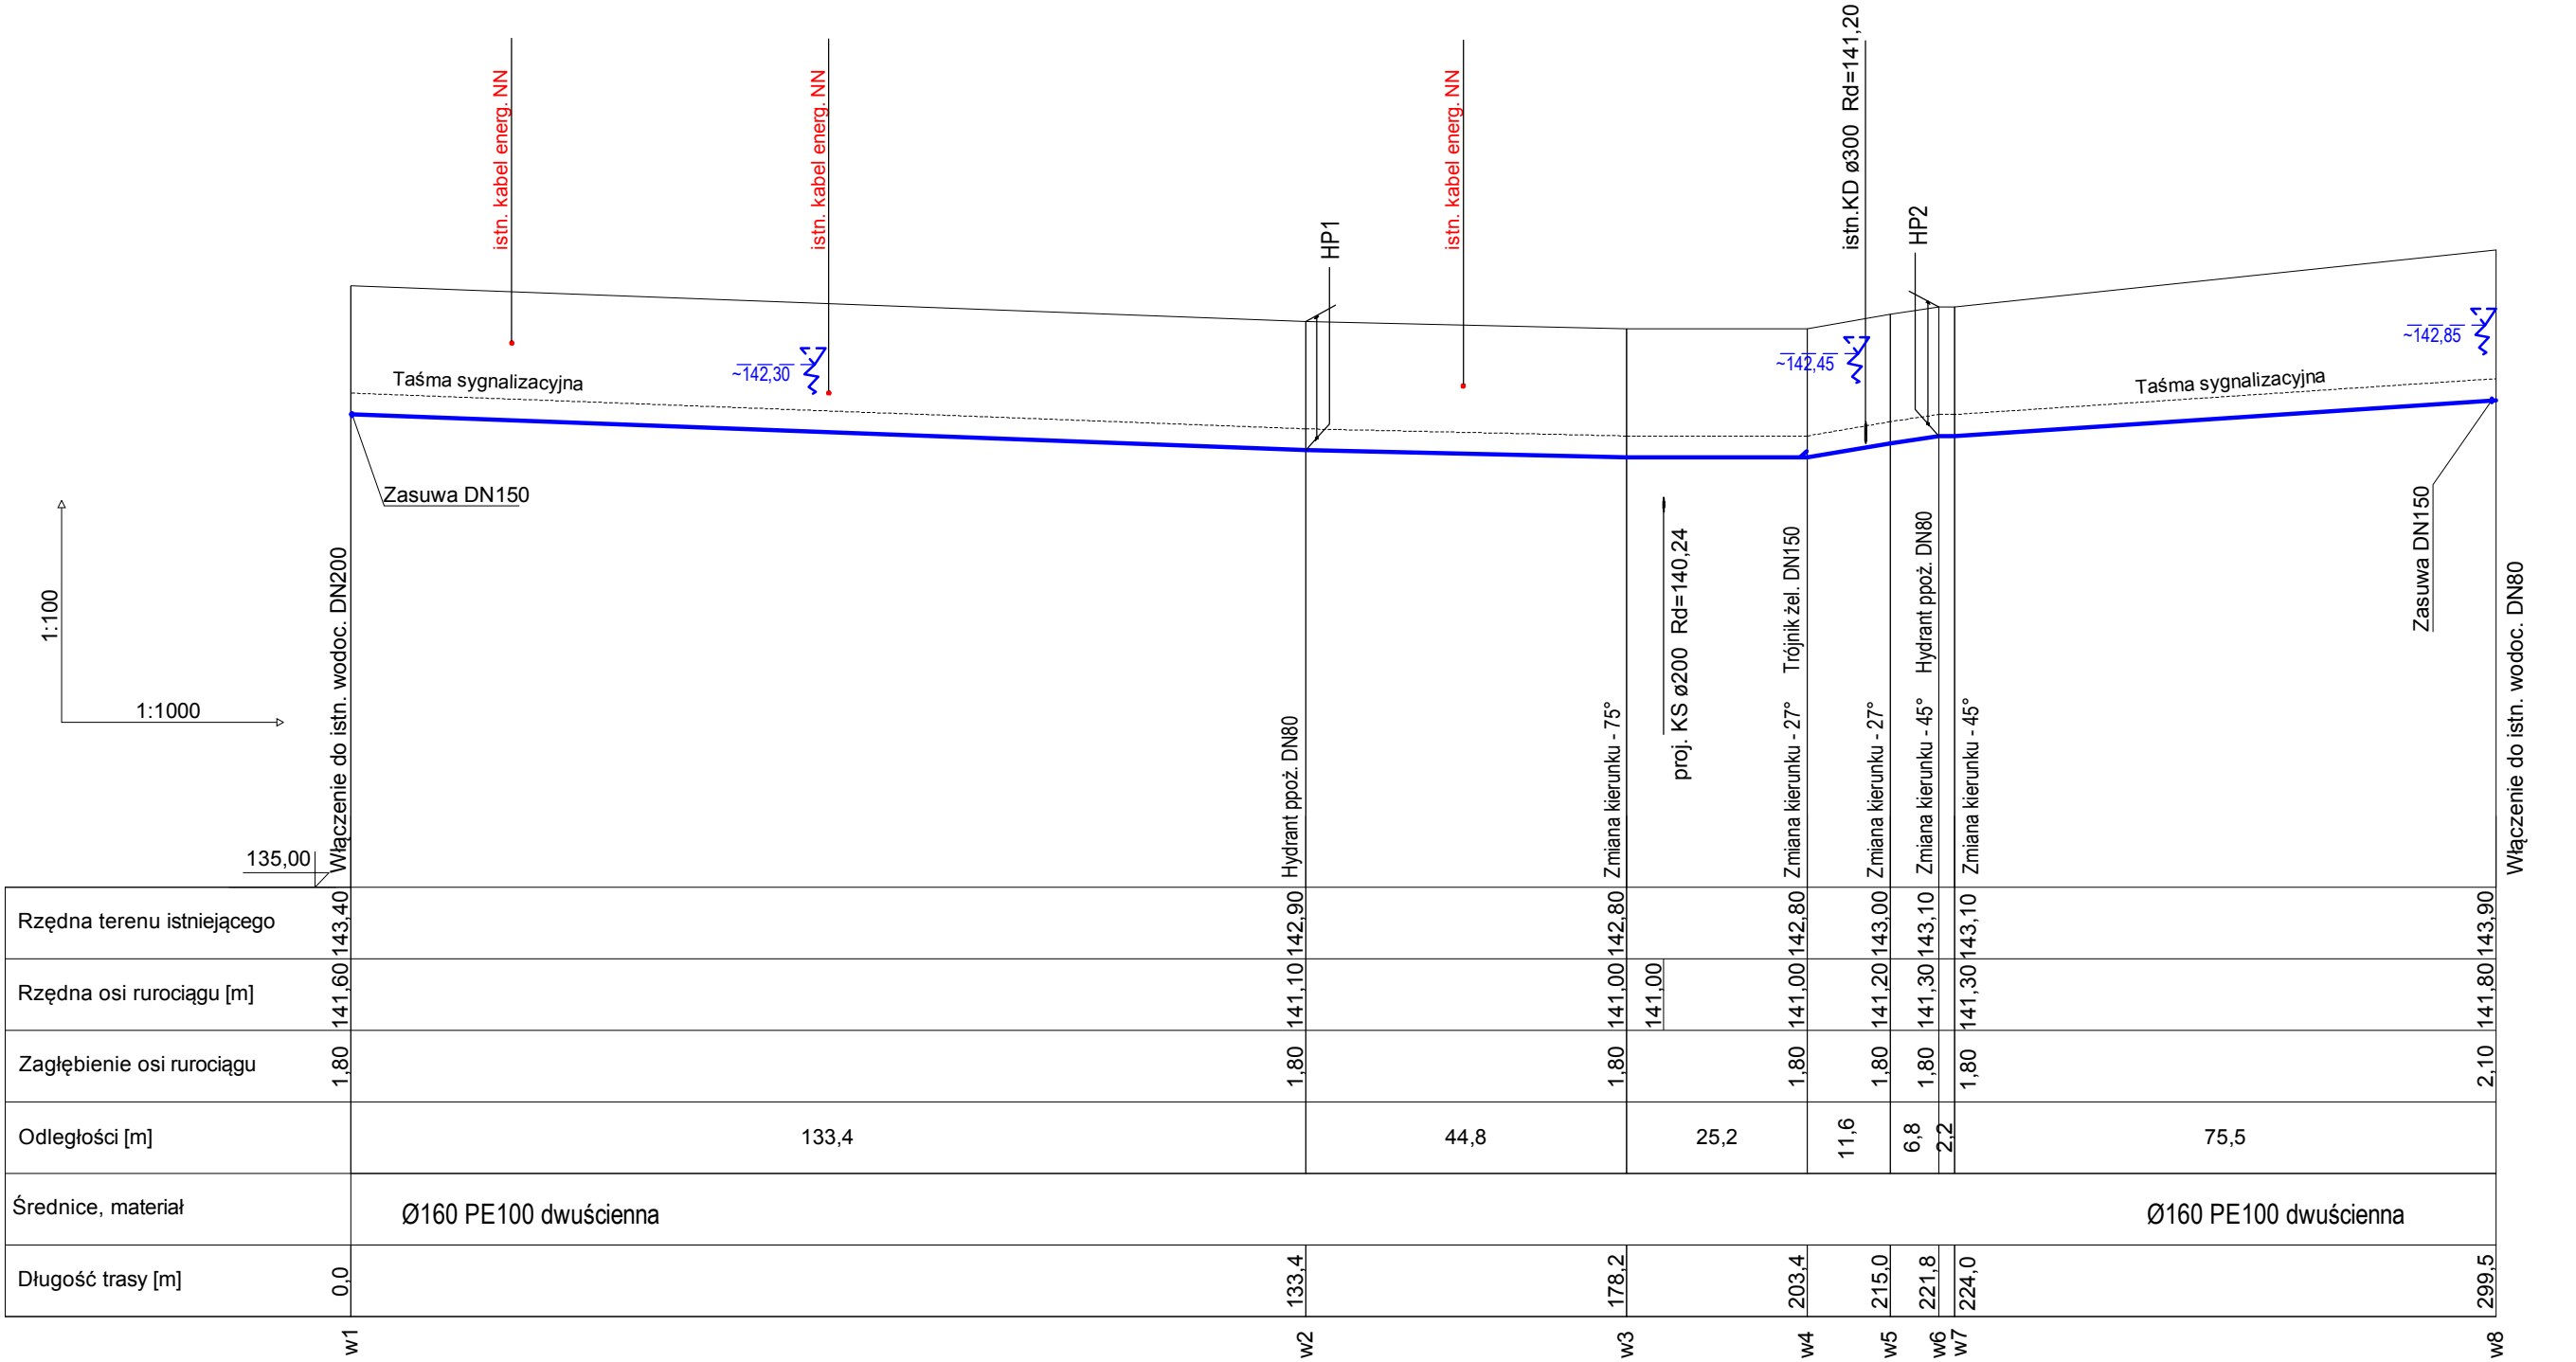 istn. kabel energ. NN
istn. kabel energ. NN
istn. kabel energ. NN
istn.KD ø300 Rd=141,20
HP1
HP2
~142,30
~142,45
~142,85
Taśma sygnalizacyjna
Taśma sygnalizacyjna
Zasuwa DN150
Zasuwa DN150
1:100
1:1000
135,00
Włączenie do istn. wodoc. DN200
Hydrant ppoż. DN80
Zmiana kierunku - 75°
proj. KS ø200 Rd=140,24
Zmiana kierunku - 27° Trójnik żel. DN150
Zmiana kierunku - 27°
Zmiana kierunku - 45° Hydrant ppoż. DN80
Zmiana kierunku - 45°
Włączenie do istn. wodoc. DN80
Rzędna terenu istniejącego 143,40 142,90 142,80 142,80 143,00 143,10 143,10 143,90
Rzędna osi rurociągu [m] 141,60 141,10 141,00 141,00 141,00 141,20 141,30 141,30 141,80
Zagłębienie osi rurociągu 1,80 1,80 1,80 1,80 1,80 1,80 1,80 2,10
Odległości [m] 133,4 44,8 25,2 11,6 6,8 2,2 75,5
Średnice, materiał Ø160 PE100 dwuścienna Ø160 PE100 dwuścienna
Długość trasy [m] 0,0 133,4 178,2 203,4 215,0 221,8 224,0 299,5
w1 w2 w3 w4 w5 w6 w7 w8